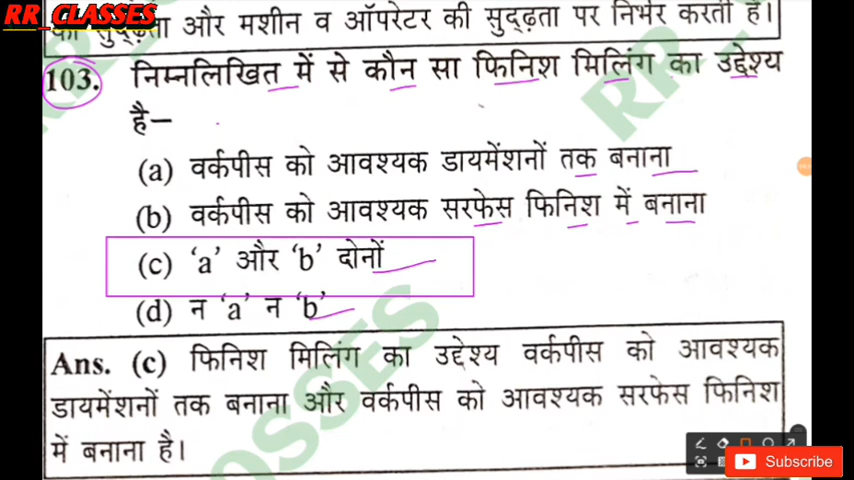 RR_CLASSES
की सुदृढ़ता और मशीन व ऑपरेटर की सुदृढ़ता पर निर्भर करती है।
103. निम्नलिखित में से कौन सा फिनिश मिलिंग का उद्देश्य
है–
(a) वर्कपीस को आवश्यक डायमेंशनों तक बनाना
(b) वर्कपीस को आवश्यक सरफेस फिनिश में बनाना
(c) 'a' और 'b' दोनों
(d) न 'a' न 'b'
Ans. (c) फिनिश मिलिंग का उद्देश्य वर्कपीस को आवश्यक
डायमेंशनों तक बनाना और वर्कपीस को आवश्यक सरफेस फिनिश
में बनाना है।
SUBSCRIBE